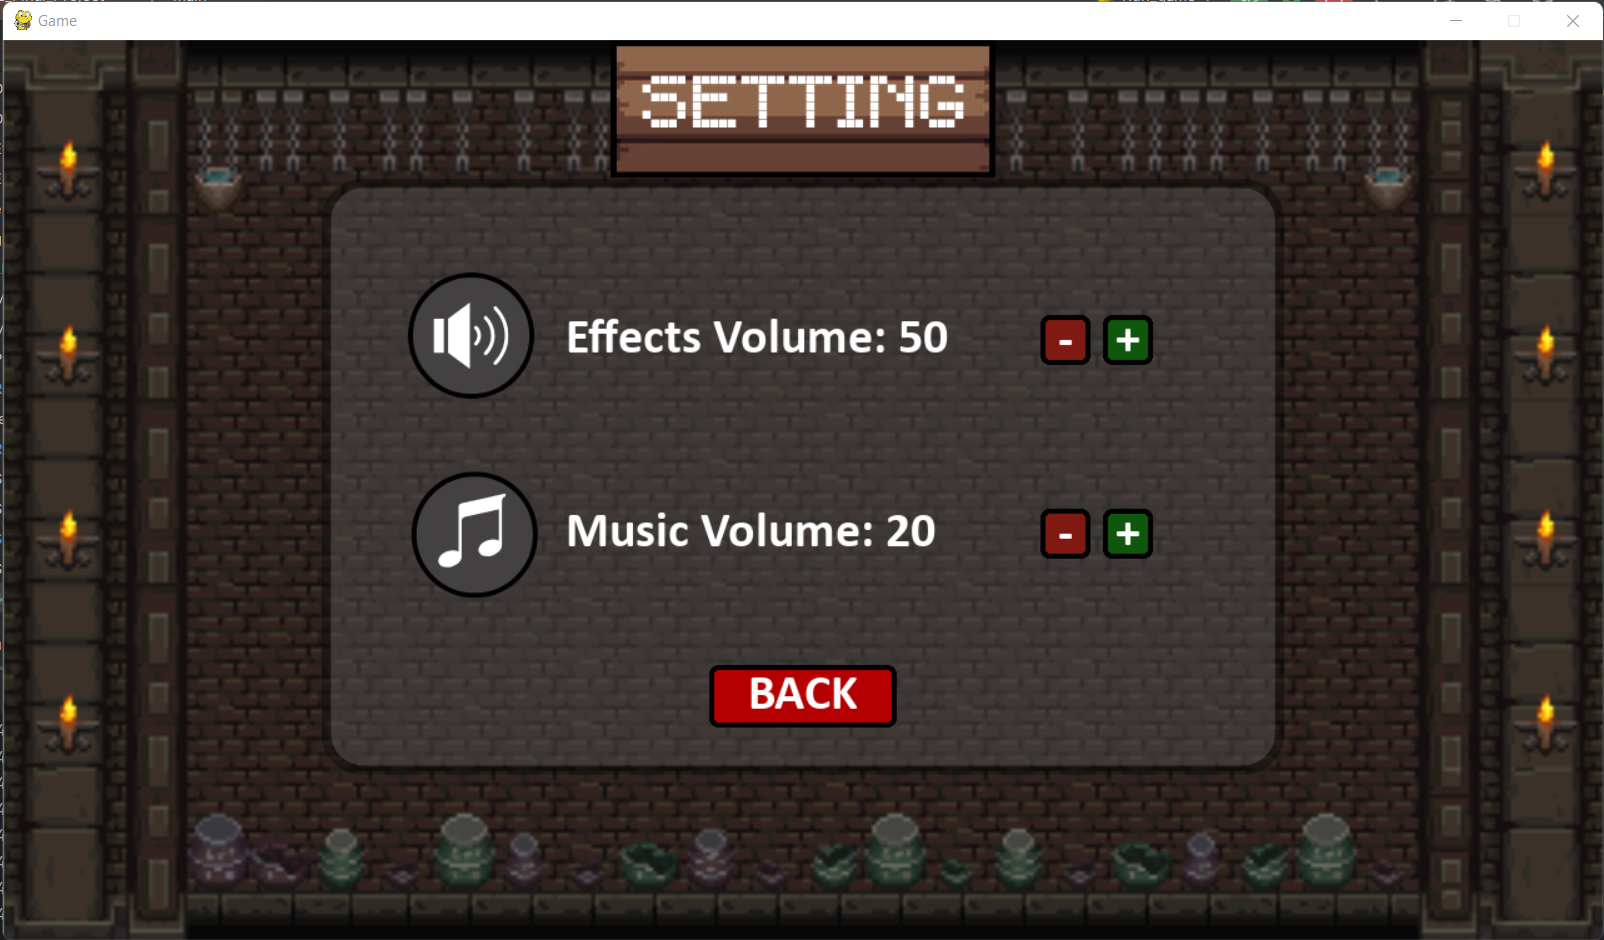 Game
SETTING
Effects Volume: 50
- +
Music Volume: 20
- +
BACK